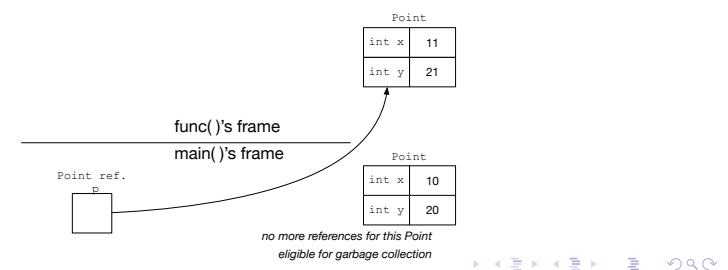 Point
int x 11
int y 21
func( )'s frame
main( )'s frame
Point ref.
p
Point
int x 10
int y 20
no more references for this Point
eligible for garbage collection